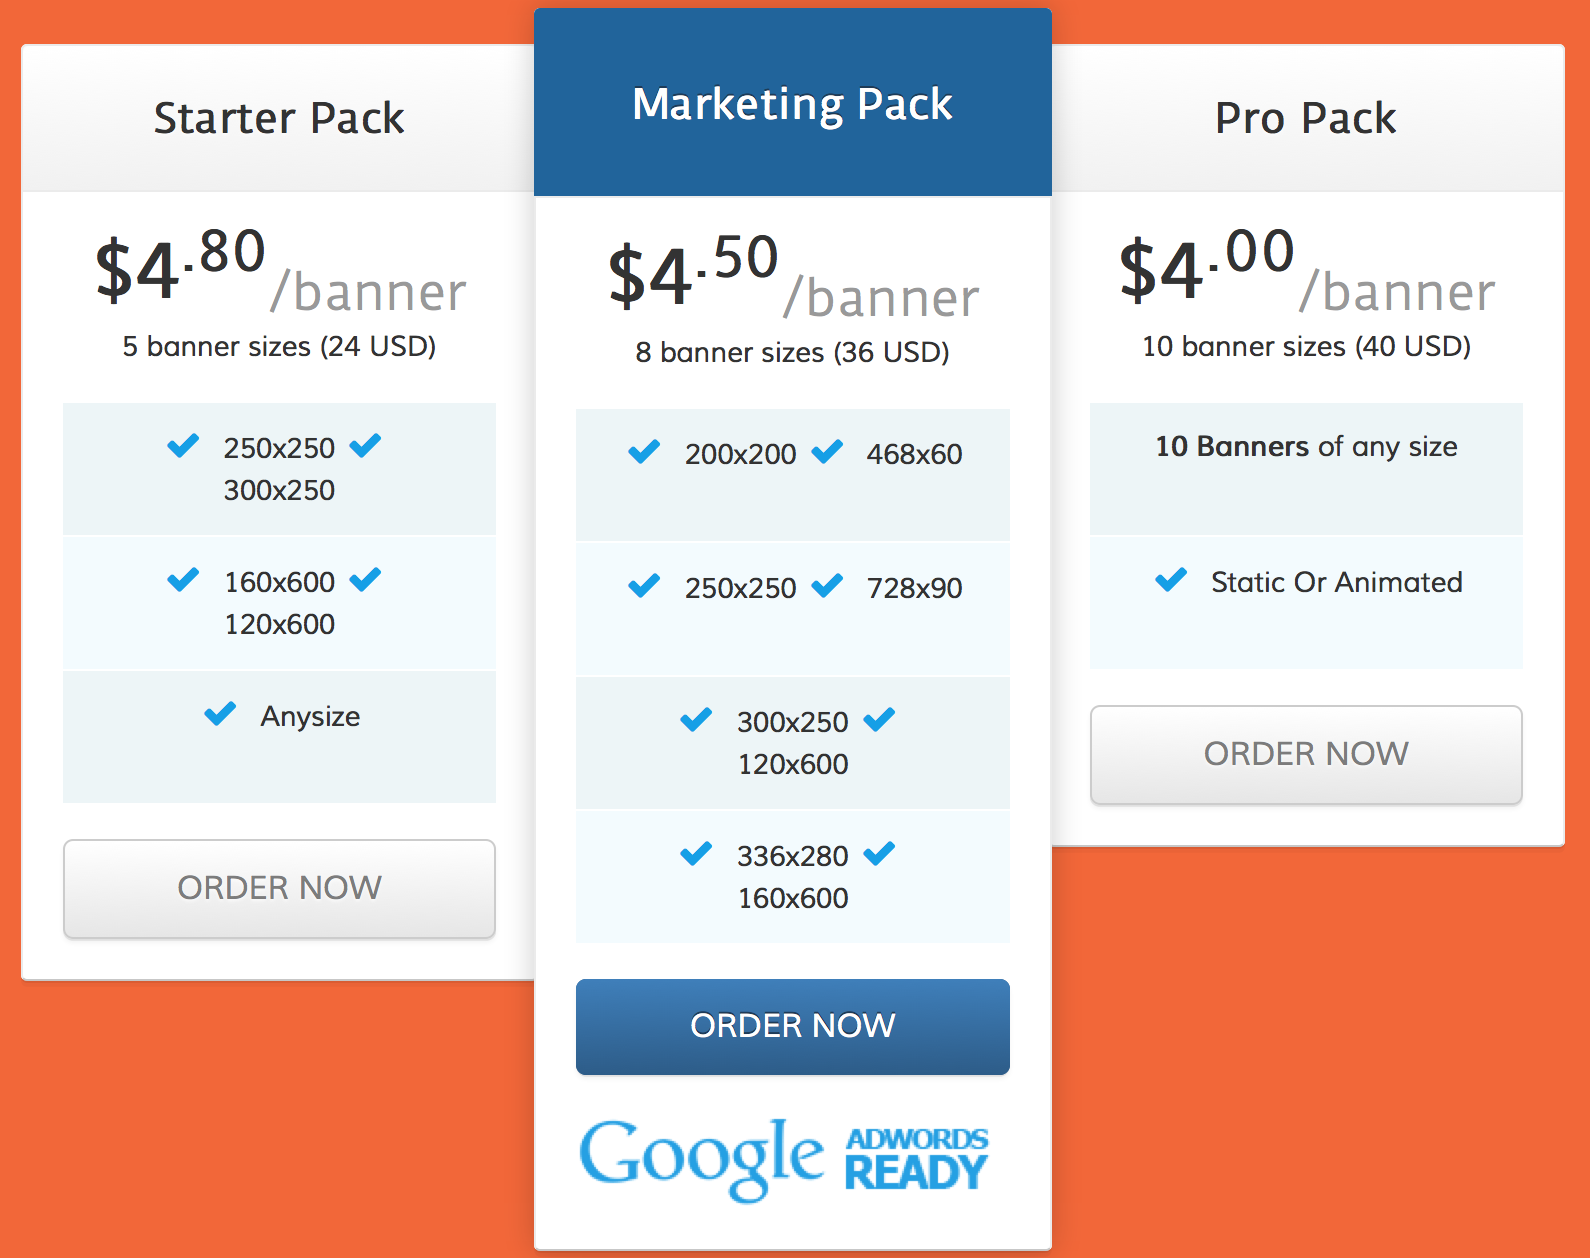 Starter Pack
$4.80/banner
5 banner sizes (24 USD)
250x250
300x250
160x600
120x600
Anysize
ORDER NOW
Marketing Pack
$4.50/banner
8 banner sizes (36 USD)
200x200 468x60
250x250 728x90
300x250
120x600
336x280
160x600
ORDER NOW
Google ADWORDS
READY
Pro Pack
$4.00/banner
10 banner sizes (40 USD)
10 Banners of any size
Static Or Animated
ORDER NOW